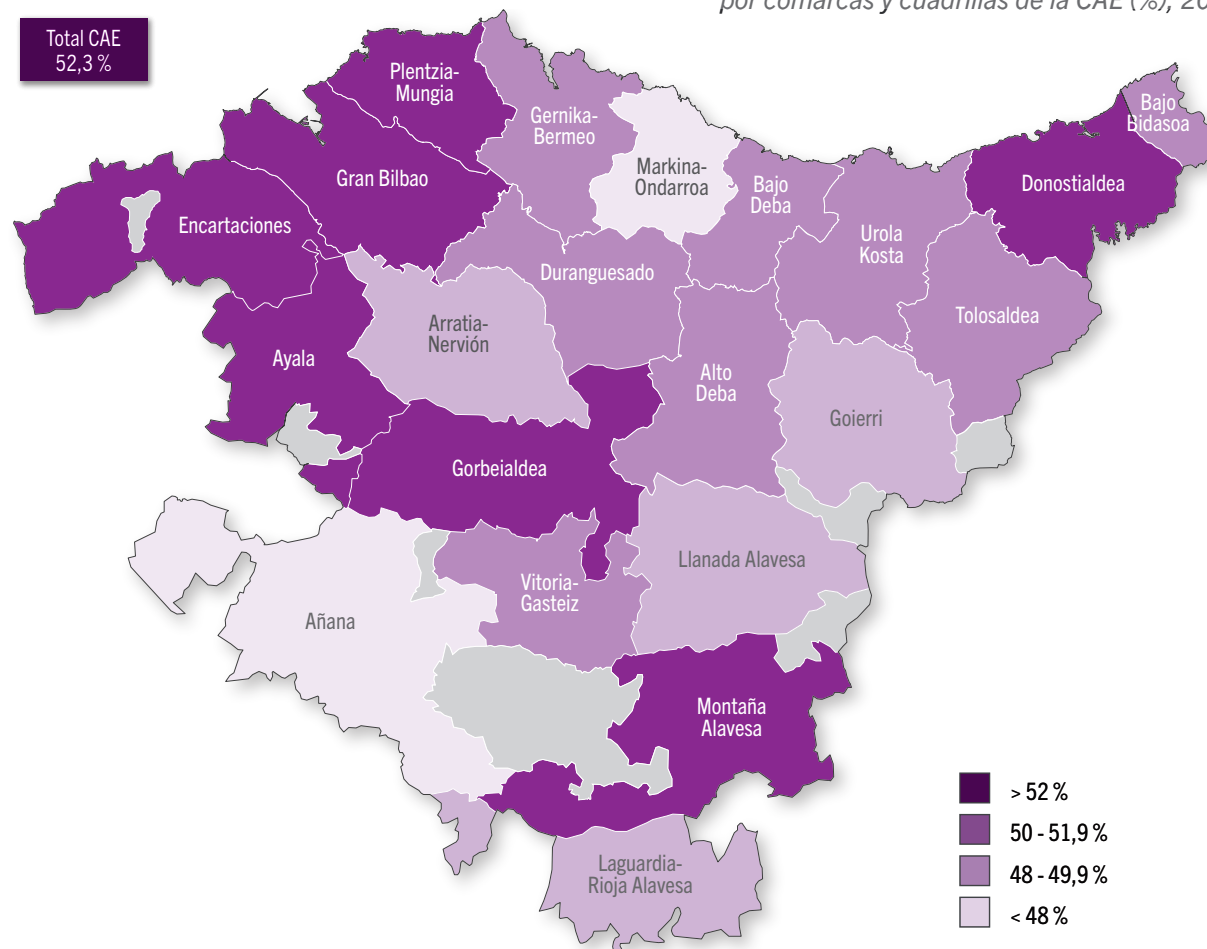 por comarcas y cuadrillas de la CAE (%), 20
Total CAE
52,3 %
Plentzia-
Mungia
Gernika-
Bermeo
Bajo
Bidasoa
Markina-
Ondarroa
Gran Bilbao
Bajo
Deba
Donostialdea
Encartaciones
Urola
Kosta
Duranguesado
Tolosaldea
Arratia-
Nervión
Ayala
Alto
Deba
Goierri
Gorbeialdea
Llanada Alavesa
Vitoria-
Gasteiz
Añana
Montaña
Alavesa
Laguardia-
Rioja Alavesa
> 52 %
50 - 51,9 %
48 - 49,9 %
< 48 %